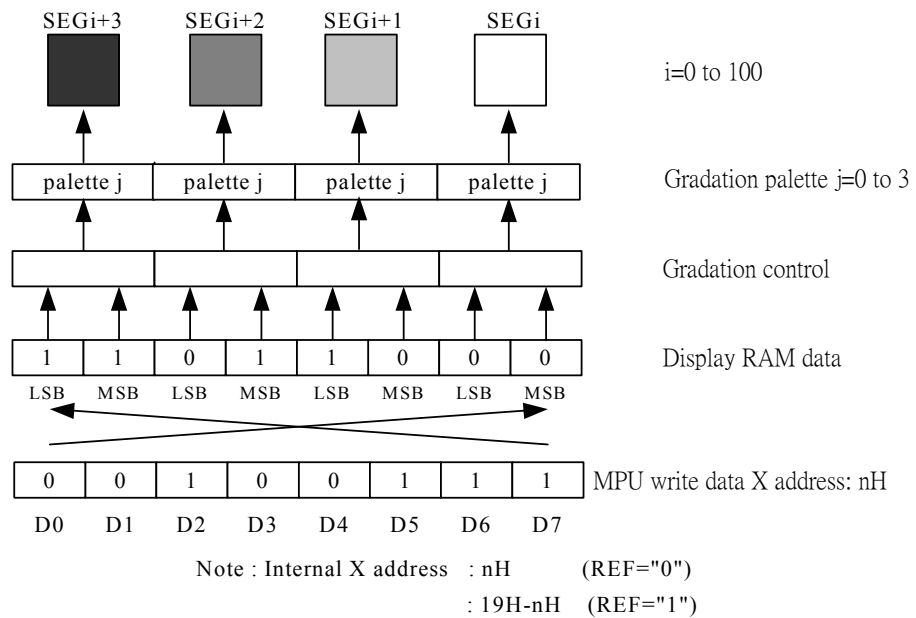 SEGi+3 SEGi+2 SEGi+1 SEGi
i=0 to 100
palette j palette j palette j palette j Gradation palette j=0 to 3
Gradation control
1 1 0 1 1 0 0 0 Display RAM data
LSB MSB LSB MSB LSB MSB LSB MSB
0 0 1 0 0 1 1 1 MPU write data X address: nH
D0 D1 D2 D3 D4 D5 D6 D7
Note : Internal X address : nH (REF="0")
: 19H-nH (REF="1")